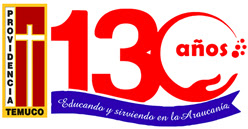 PROVIDENCIA
TEMUCO
130 años
Educando y sirviendo en la Araucanía